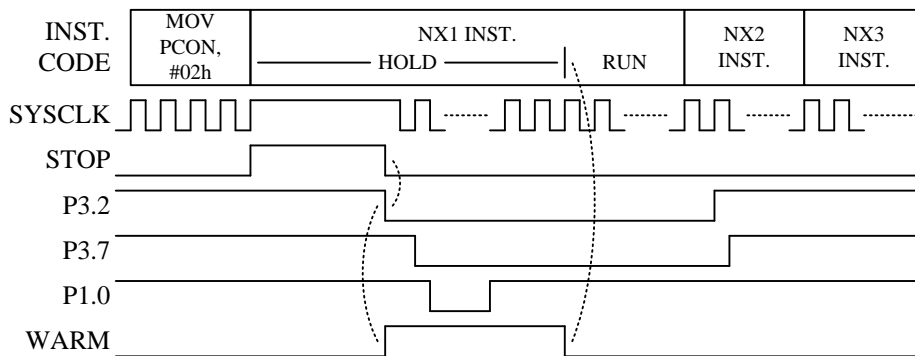 INST.
CODE
MOV
PCON,
#02h
NX1 INST.
HOLD
RUN
NX2
INST.
NX3
INST.
SYSCLK
STOP
P3.2
P3.7
P1.0
WARM